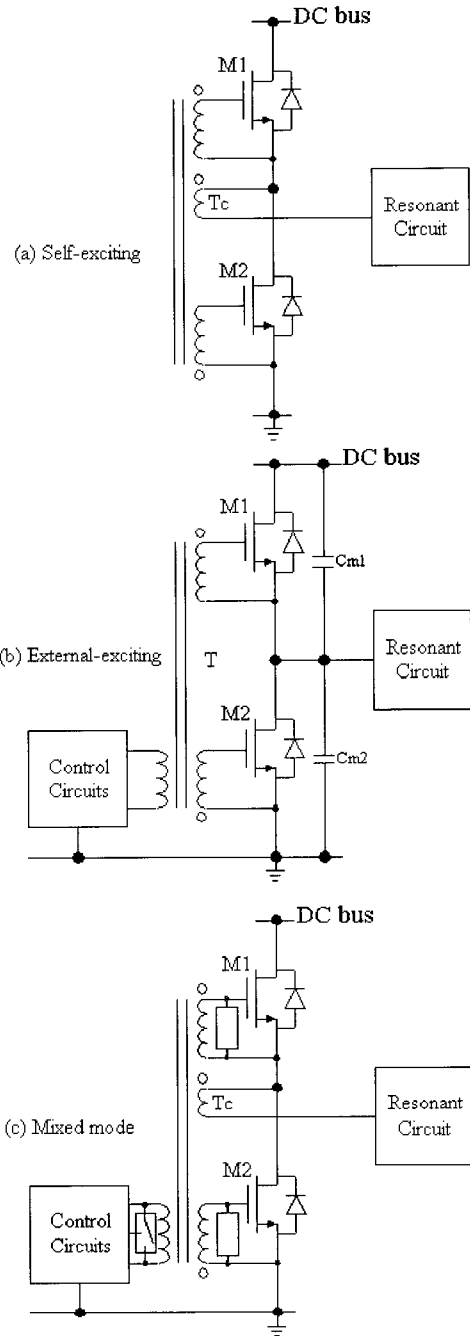 DC bus
M1
Tc
Resonant
Circuit
(a) Self-exciting
M2
DC bus
M1
Cm1
(b) External-exciting
T
Resonant
Circuit
M2
Control
Circuits
Cm2
DC bus
M1
Tc
(c) Mixed mode
Resonant
Circuit
M2
Control
Circuits